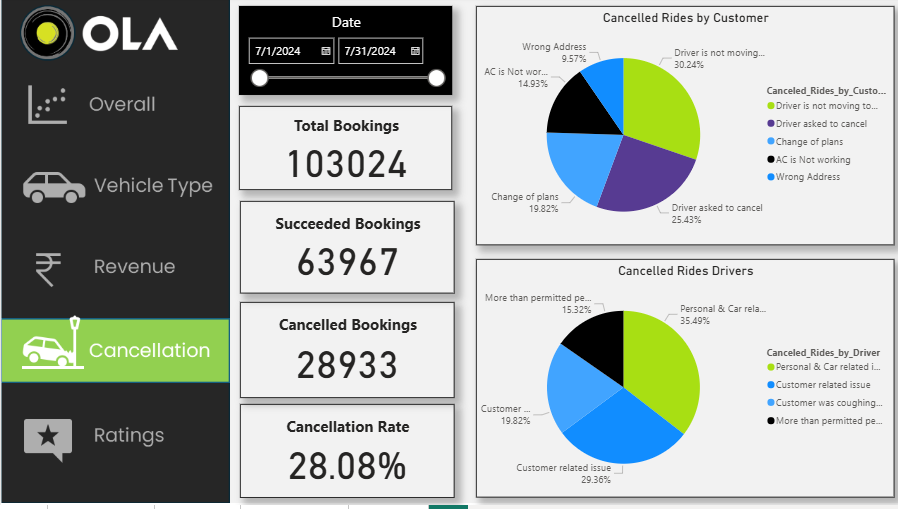 OLA
Overall
Vehicle Type
Revenue
Cancellation
Ratings
Date
7/1/2024
7/31/2024
Total Bookings
103024
Succeeded Bookings
63967
Cancelled Bookings
28933
Cancellation Rate
28.08%
Cancelled Rides by Customer
Wrong Address
9.57%
Driver is not moving...
30.24%
AC is Not wor...
14.93%
Change of plans
19.82%
Driver asked to cancel
25.43%
Canceled_Rides_by_Custo...
Driver is not moving to...
Driver asked to cancel
Change of plans
AC is Not working
Wrong Address
Cancelled Rides Drivers
More than permitted pe...
15.32%
Personal & Car rela...
35.49%
Customer ...
19.82%
Customer related issue
29.36%
Canceled_Rides_by_Driver
Personal & Car related i...
Customer related issue
Customer was coughing...
More than permitted pe...